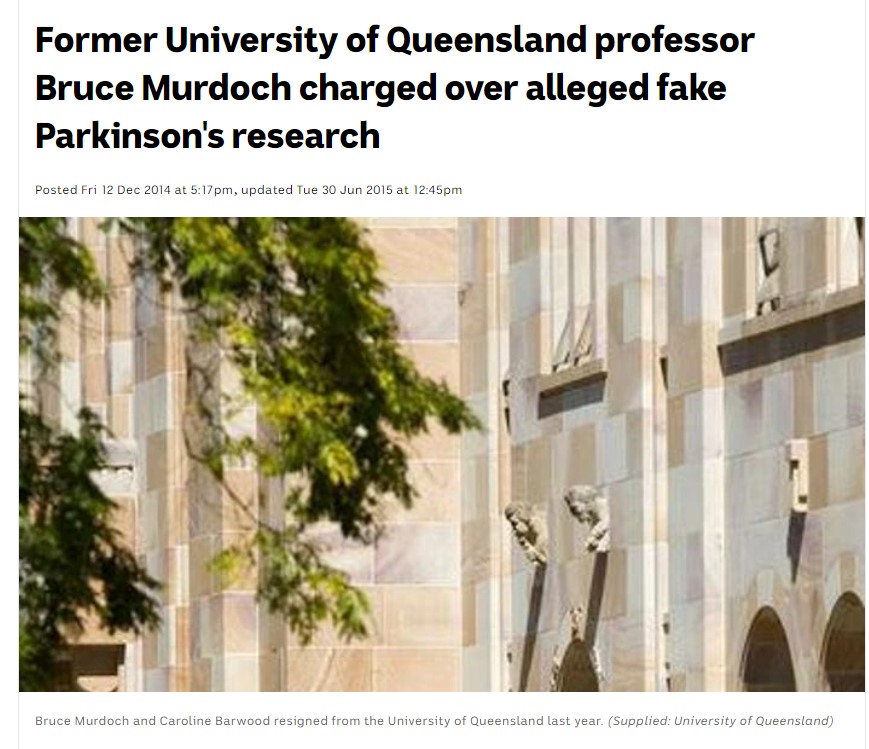 Former University of Queensland professor
Bruce Murdoch charged over alleged fake
Parkinson's research
Posted Fri 12 Dec 2014 at 5:17pm, updated Tue 30 Jun 2015 at 12:45pm
Bruce Murdoch and Caroline Barwood resigned from the University of Queensland last year. (Supplied: University of Queensland)